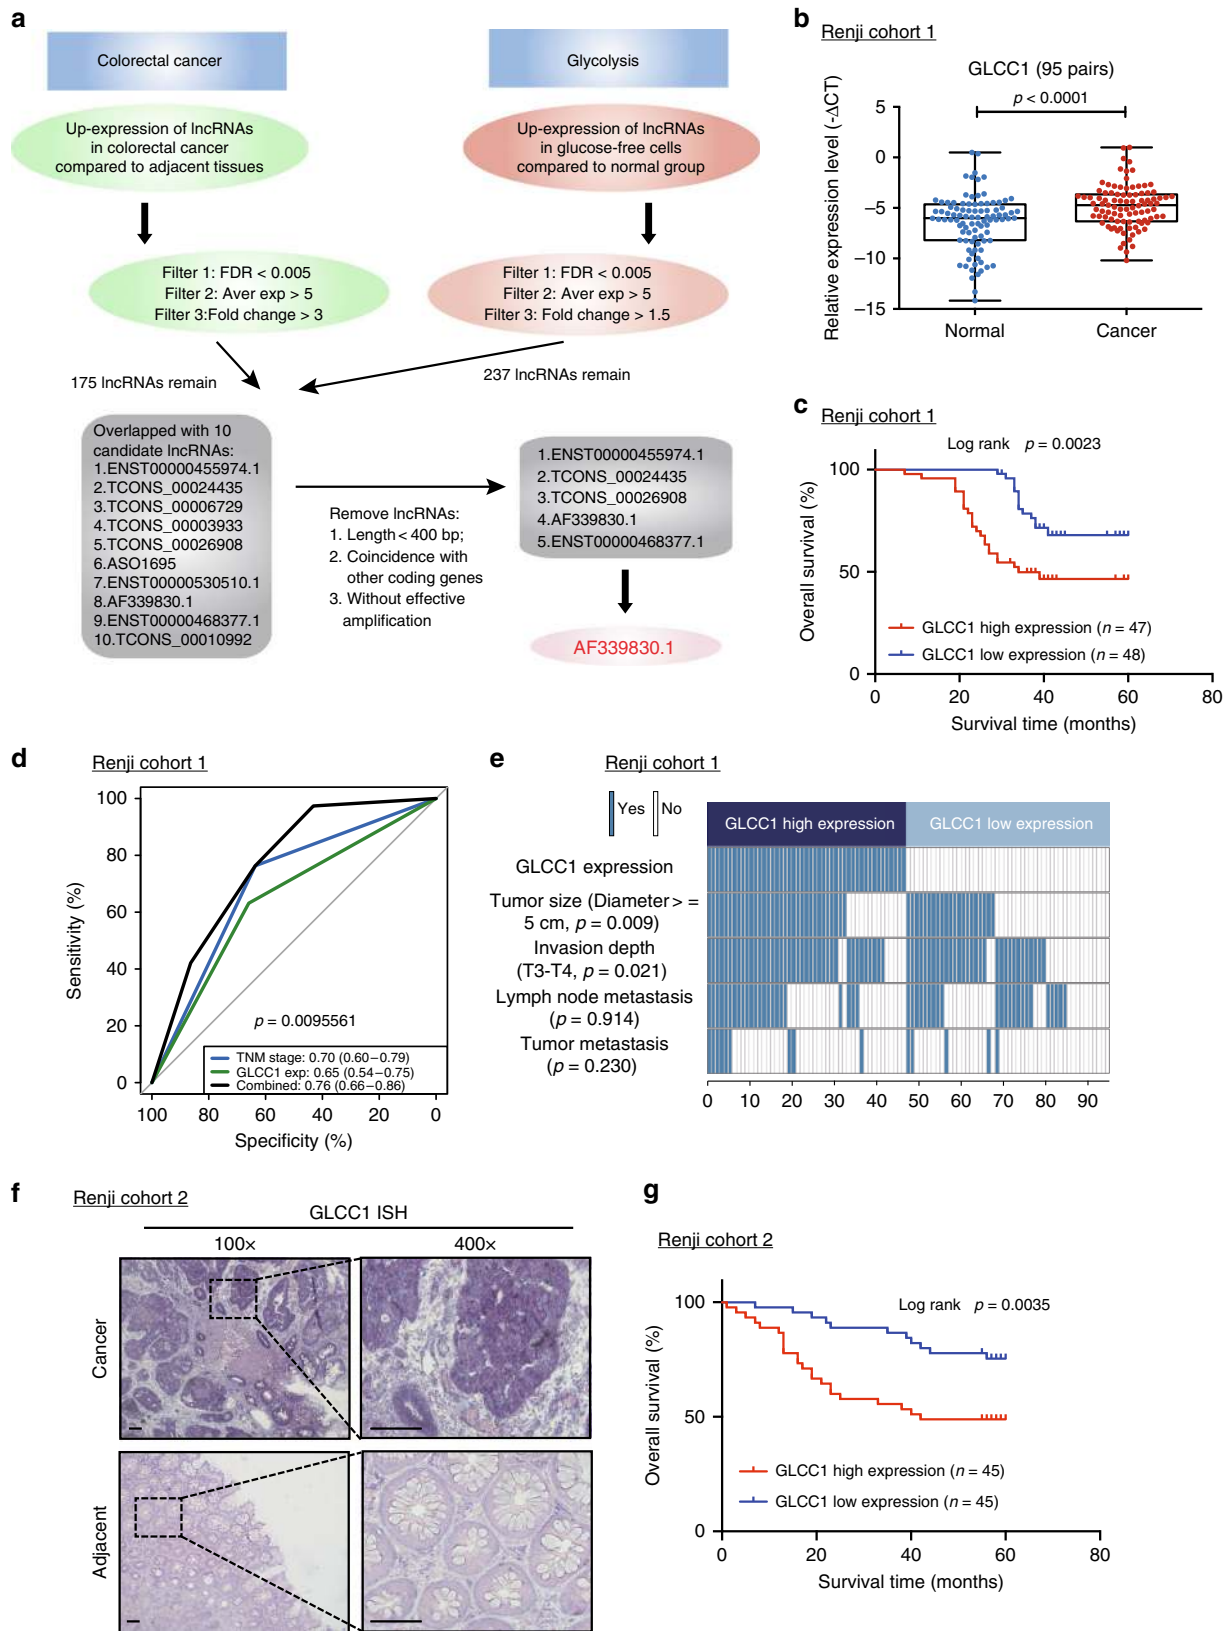 a
Colorectal cancer
Glycolysis
Up-expression of lncRNAs
in colorectal cancer
compared to adjacent tissues
Up-expression of lncRNAs
in glucose-free cells
compared to normal group
Filter 1: FDR < 0.005
Filter 2: Aver exp > 5
Filter 3:Fold change > 3
Filter 1: FDR < 0.005
Filter 2: Aver exp > 5
Filter 3: Fold change > 1.5
175 lncRNAs remain
237 lncRNAs remain
Overlapped with 10
candidate lncRNAs:
1.ENST00000455974.1
2.TCONS_00024435
3.TCONS_00006729
4.TCONS_00003933
5.TCONS_00026908
6.ASO1695
7.ENST00000530510.1
8.AF339830.1
9.ENST00000468377.1
10.TCONS_00010992
Remove lncRNAs:
1. Length < 400 bp;
2. Coincidence with
other coding genes
3. Without effective
amplification
1.ENST00000455974.1
2.TCONS_00024435
3.TCONS_00026908
4.AF339830.1
5.ENST00000468377.1
AF339830.1
b
Renji cohort 1
GLCC1 (95 pairs)
p < 0.0001
Relative expression level (-ΔCT)
5
0
−5
−10
−15
Normal
Cancer
c
Renji cohort 1
Log rank p = 0.0023
Overall survival (%)
100
50
0
GLCC1 high expression (n = 47)
GLCC1 low expression (n = 48)
0 20 40 60 80
Survival time (months)
d
Renji cohort 1
Sensitivity (%)
100
80
60
40
20
0
p = 0.0095561
TNM stage: 0.70 (0.60−0.79)
GLCC1 exp: 0.65 (0.54−0.75)
Combined: 0.76 (0.66−0.86)
100 80 60 40 20 0
Specificity (%)
e
Renji cohort 1
Yes No
GLCC1 high expression
GLCC1 low expression
GLCC1 expression
Tumor size (Diameter > =
5 cm, p = 0.009)
Invasion depth
(T3-T4, p = 0.021)
Lymph node metastasis
(p = 0.914)
Tumor metastasis
(p = 0.230)
0 10 20 30 40 50 60 70 80 90
f
Renji cohort 2
GLCC1 ISH
100×
400×
Cancer
Adjacent
g
Renji cohort 2
Log rank p = 0.0035
Overall survival (%)
100
50
0
GLCC1 high expression (n = 45)
GLCC1 low expression (n = 45)
0 20 40 60 80
Survival time (months)